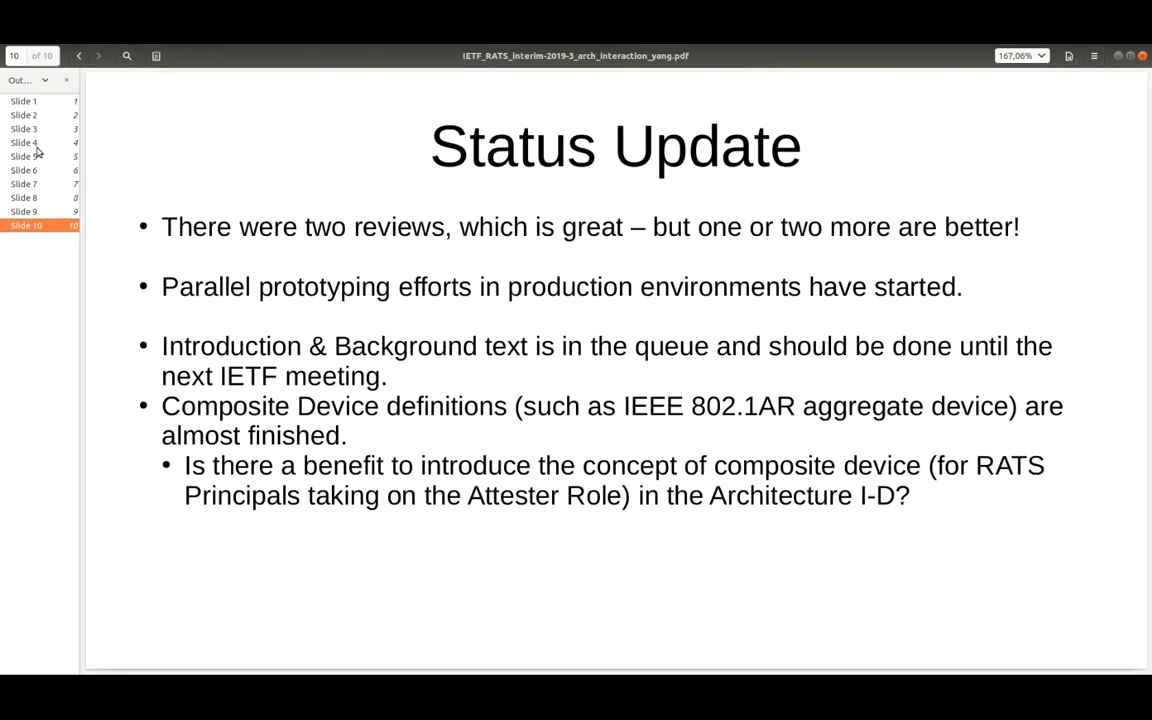 10 of 10
IETF_RATS_interim-2019-3_arch_interaction_yang.pdf
167,06%
Out...
Slide 1 1
Slide 2 2
Slide 3 3
Slide 4 4
Slide 5 5
Slide 6 6
Slide 7 7
Slide 8 8
Slide 9 9
Slide 10 10
Status Update
• There were two reviews, which is great – but one or two more are better!
• Parallel prototyping efforts in production environments have started.
• Introduction & Background text is in the queue and should be done until the
next IETF meeting.
• Composite Device definitions (such as IEEE 802.1AR aggregate device) are
almost finished.
• Is there a benefit to introduce the concept of composite device (for RATS
Principals taking on the Attester Role) in the Architecture I-D?